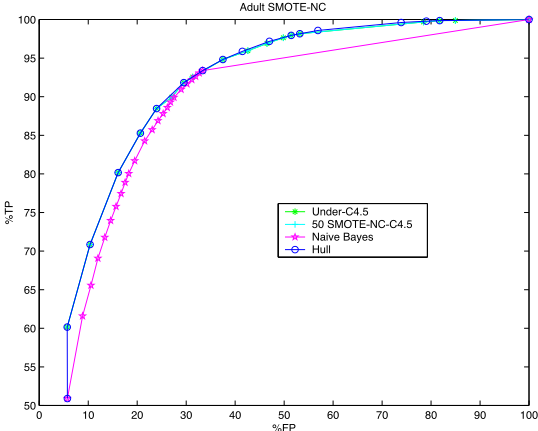 Adult SMOTE-NC
100
95
90
85
80
75
70
65
60
55
50
%TP
Under-C4.5
50 SMOTE-NC-C4.5
Naive Bayes
Hull
0 10 20 30 40 50 60 70 80 90 100
%FP